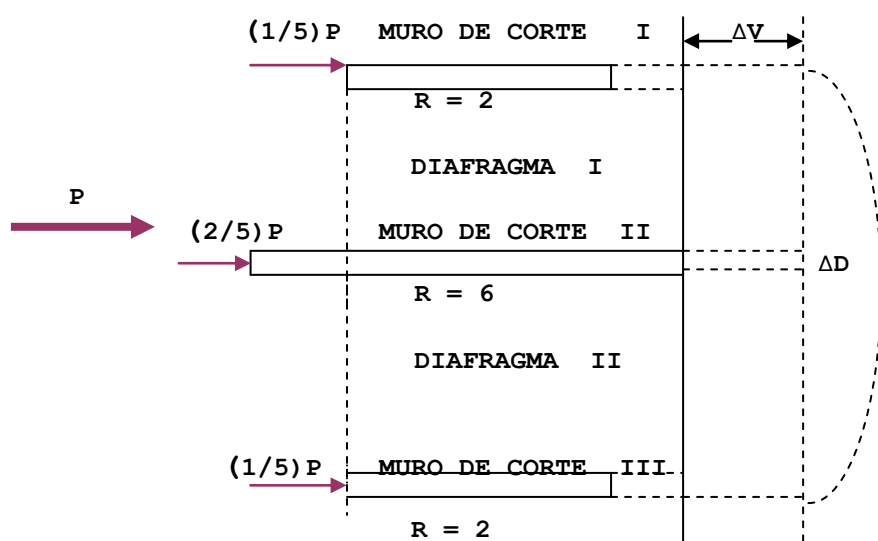 (1/5)P MURO DE CORTE I ΔV
R = 2
DIAFRAGMA I
P
(2/5)P MURO DE CORTE II
ΔD
R = 6
DIAFRAGMA II
(1/5)P MURO DE CORTE III
R = 2